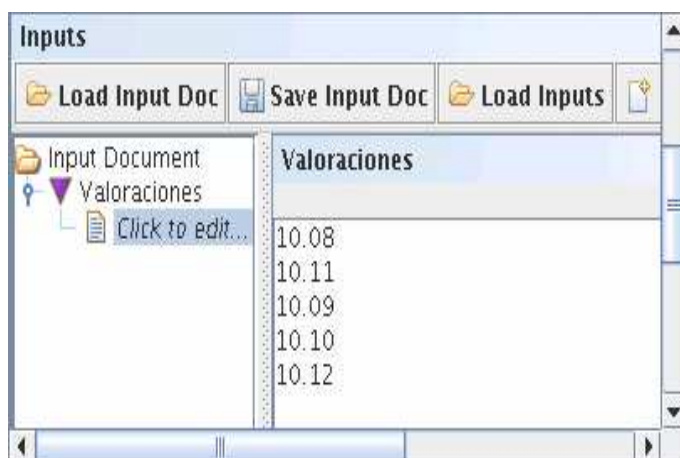 Inputs
Load Input Doc Save Input Doc Load Inputs
Input Document
Valoraciones
Click to edit...
Valoraciones
10.08
10.11
10.09
10.10
10.12